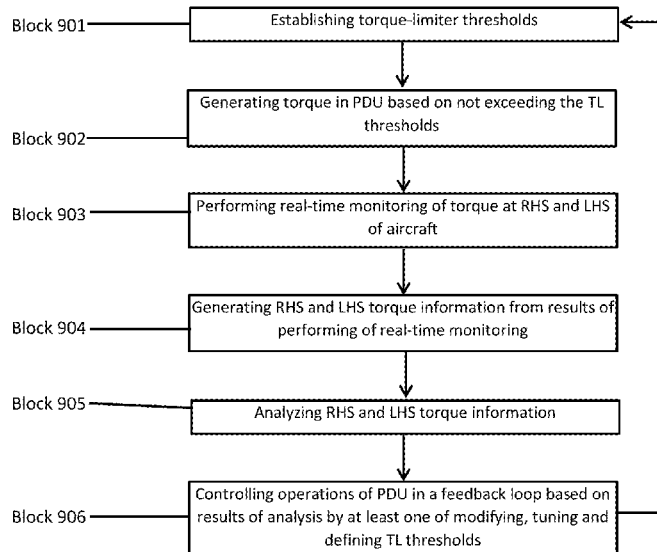 Block 901
Establishing torque-limiter thresholds
Generating torque in PDU based on not exceeding the TL
thresholds
Block 902
Block 903
Performing real-time monitoring of torque at RHS and LHS
of aircraft
Generating RHS and LHS torque information from results of
performing of real-time monitoring
Block 904
Block 905
Analyzing RHS and LHS torque information
Controlling operations of PDU in a feedback loop based on
results of analysis by at least one of modifying, tuning and
defining TL thresholds
Block 906